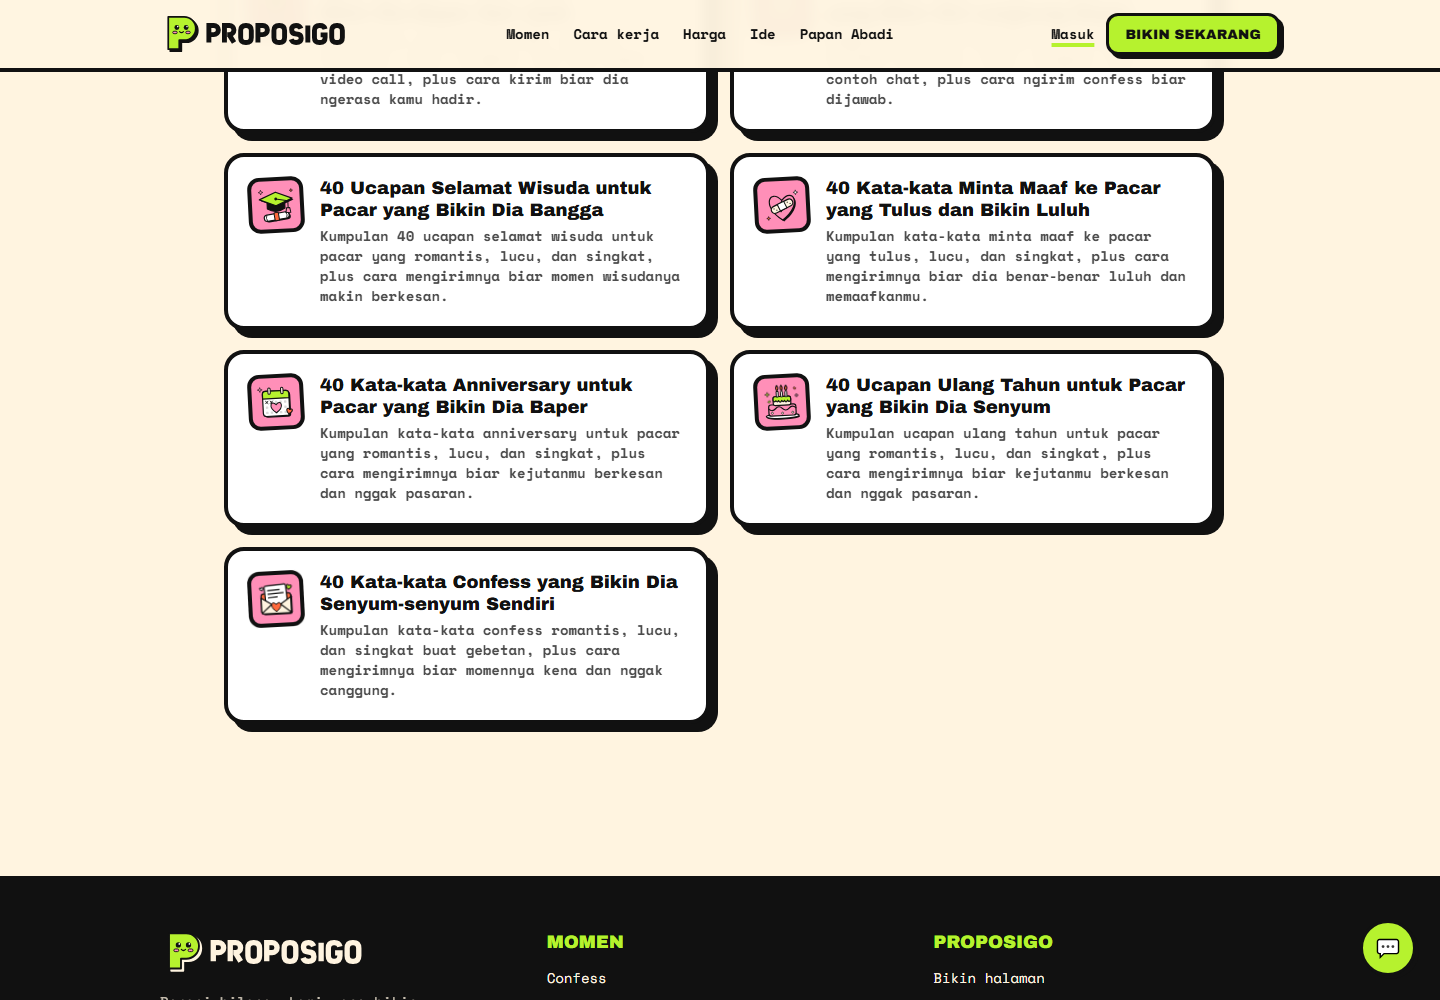 PROPOSIGO
Momen Cara kerja Harga Ide Papan Abadi
Masuk
BIKIN SEKARANG
video call, plus cara kirim biar dia
ngerasa kamu hadir.
contoh chat, plus cara ngirim confess biar
dijawab.
40 Ucapan Selamat Wisuda untuk
Pacar yang Bikin Dia Bangga
Kumpulan 40 ucapan selamat wisuda untuk
pacar yang romantis, lucu, dan singkat,
plus cara mengirimnya biar momen wisudanya
makin berkesan.
40 Kata-kata Minta Maaf ke Pacar
yang Tulus dan Bikin Luluh
Kumpulan kata-kata minta maaf ke pacar
yang tulus, lucu, dan singkat, plus cara
mengirimnya biar dia benar-benar luluh dan
memaafkanmu.
40 Kata-kata Anniversary untuk
Pacar yang Bikin Dia Baper
Kumpulan kata-kata anniversary untuk pacar
yang romantis, lucu, dan singkat, plus
cara mengirimnya biar kejutanmu berkesan
dan nggak pasaran.
40 Ucapan Ulang Tahun untuk Pacar
yang Bikin Dia Senyum
Kumpulan ucapan ulang tahun untuk pacar
yang romantis, lucu, dan singkat, plus
cara mengirimnya biar kejutanmu berkesan
dan nggak pasaran.
40 Kata-kata Confess yang Bikin Dia
Senyum-senyum Sendiri
Kumpulan kata-kata confess romantis, lucu,
dan singkat buat gebetan, plus cara
mengirimnya biar momennya kena dan nggak
canggung.
PROPOSIGO
MOMEN
Confess
PROPOSIGO
Bikin halaman